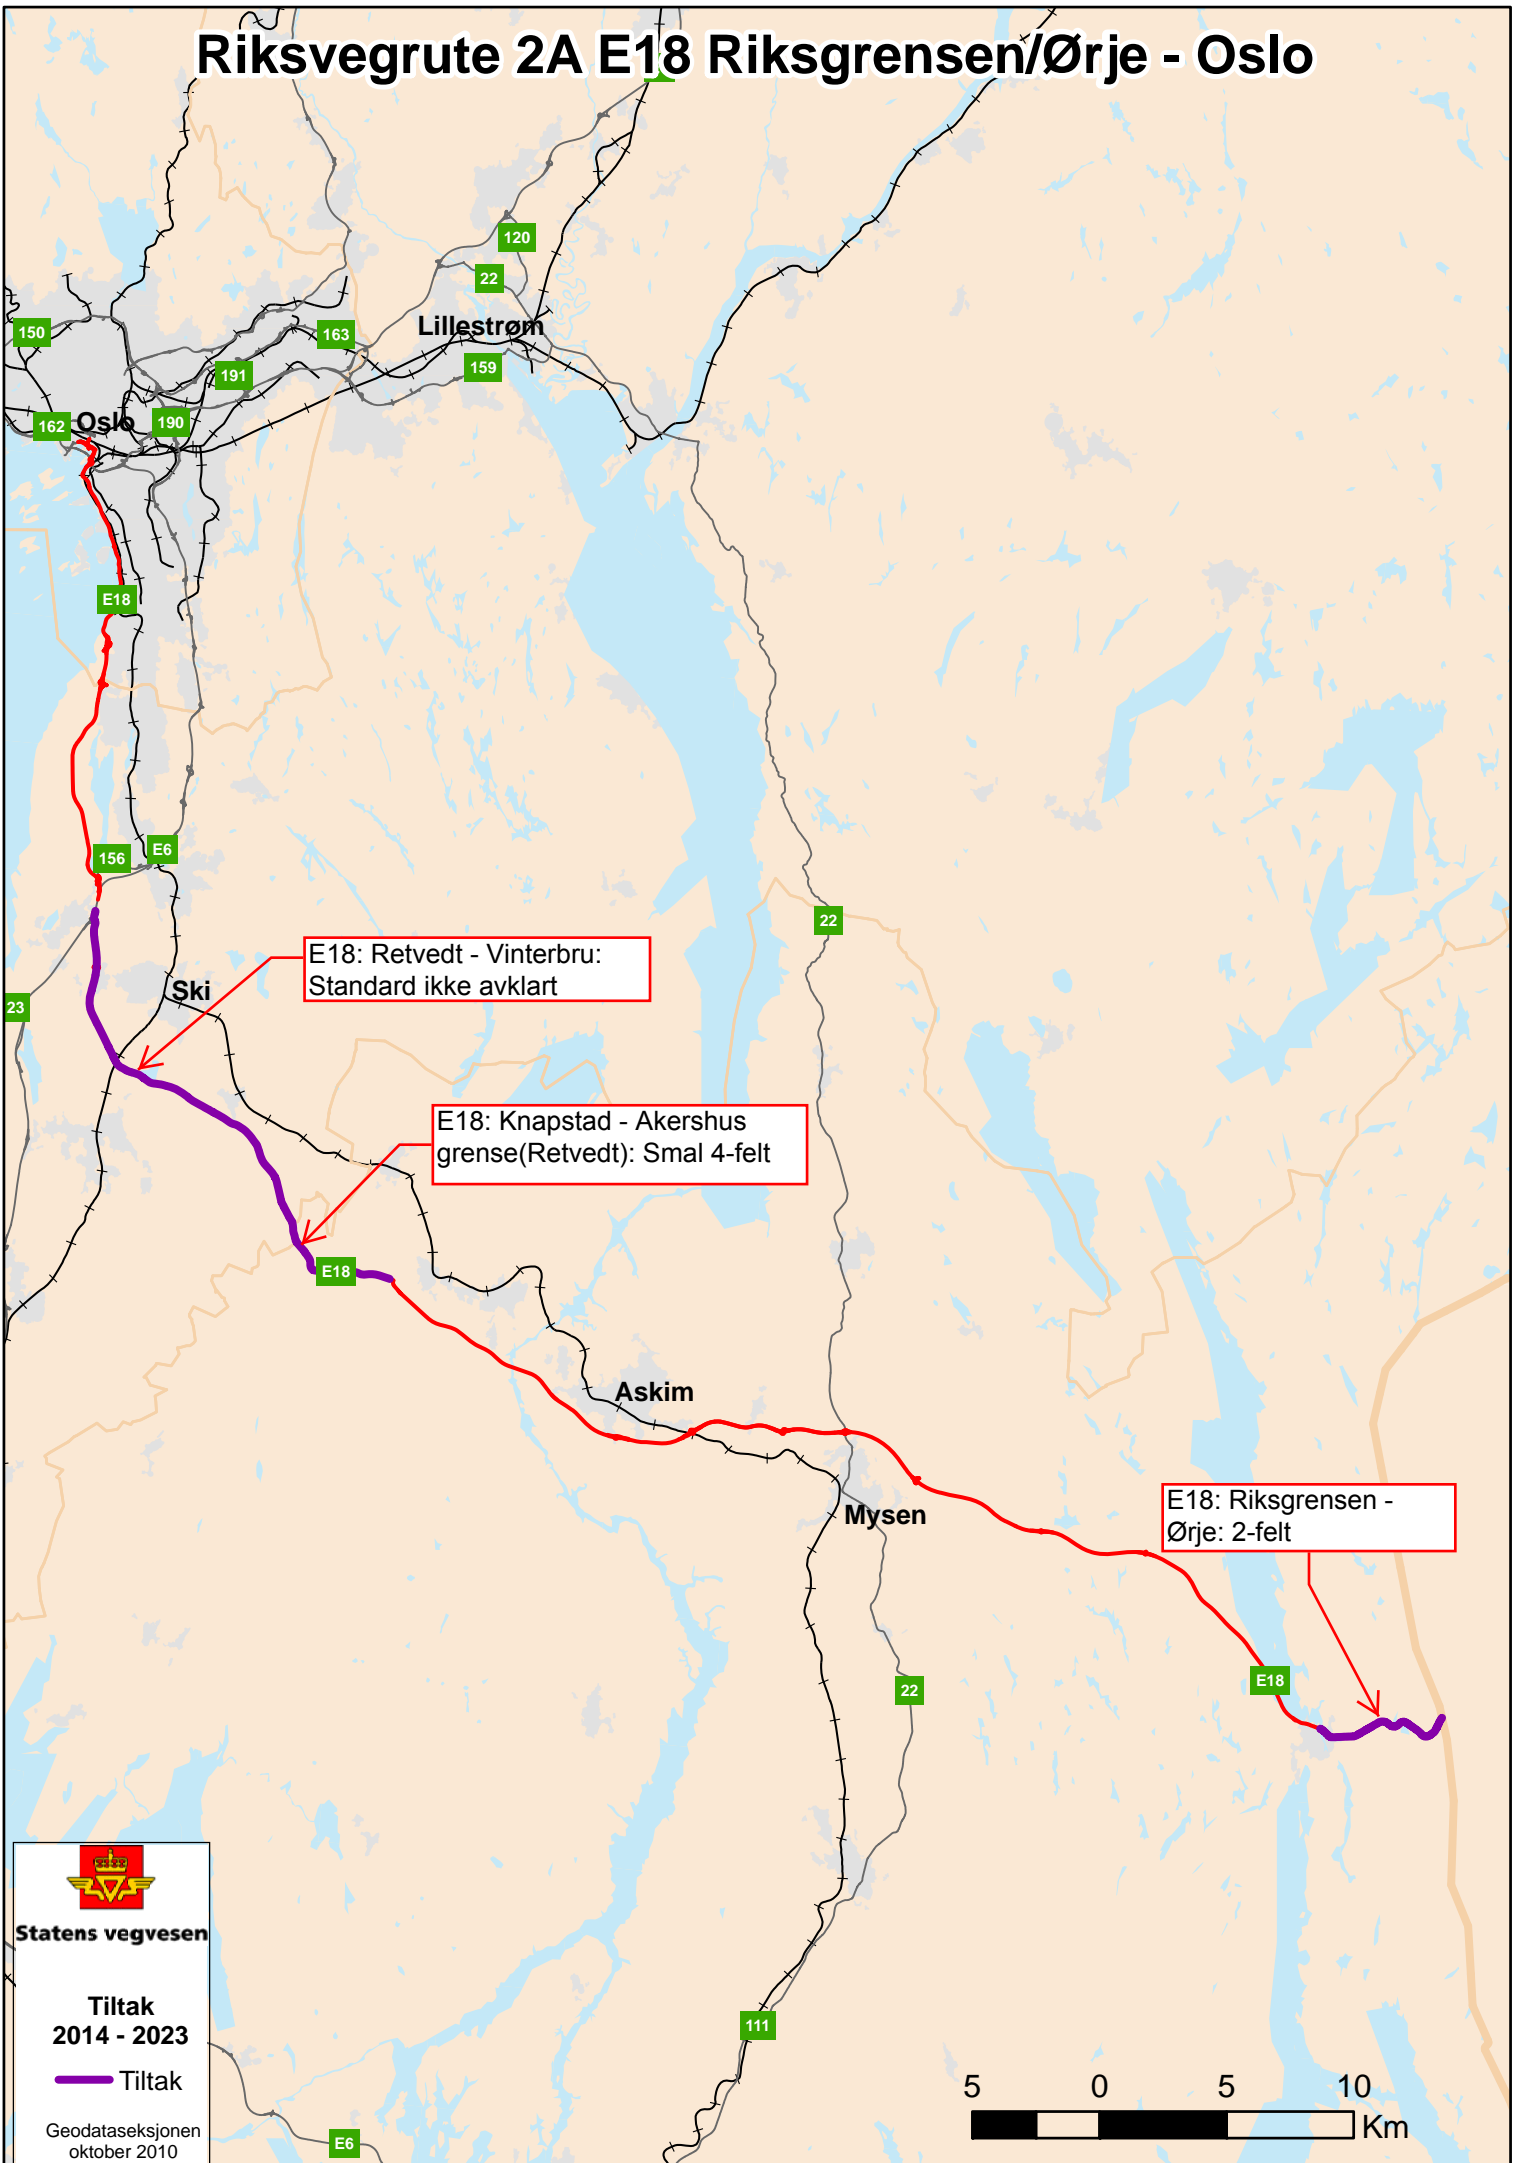 Riksvegrute 2A E18 Riksgrensen/Ørje - Oslo
120
22
150
163
Lillestrøm
191
159
162
Oslo
190
E18
156
E6
22
E18: Retvedt - Vinterbru:
Standard ikke avklart
Ski
23
E18: Knapstad - Akershus
grense(Retvedt): Smal 4-felt
E18
Askim
Mysen
E18: Riksgrensen -
Ørje: 2-felt
E18
22
Statens vegvesen
Tiltak
2014 - 2023
Tiltak
Geodataseksjonen
oktober 2010
111
E6
5 0 5 10
Km